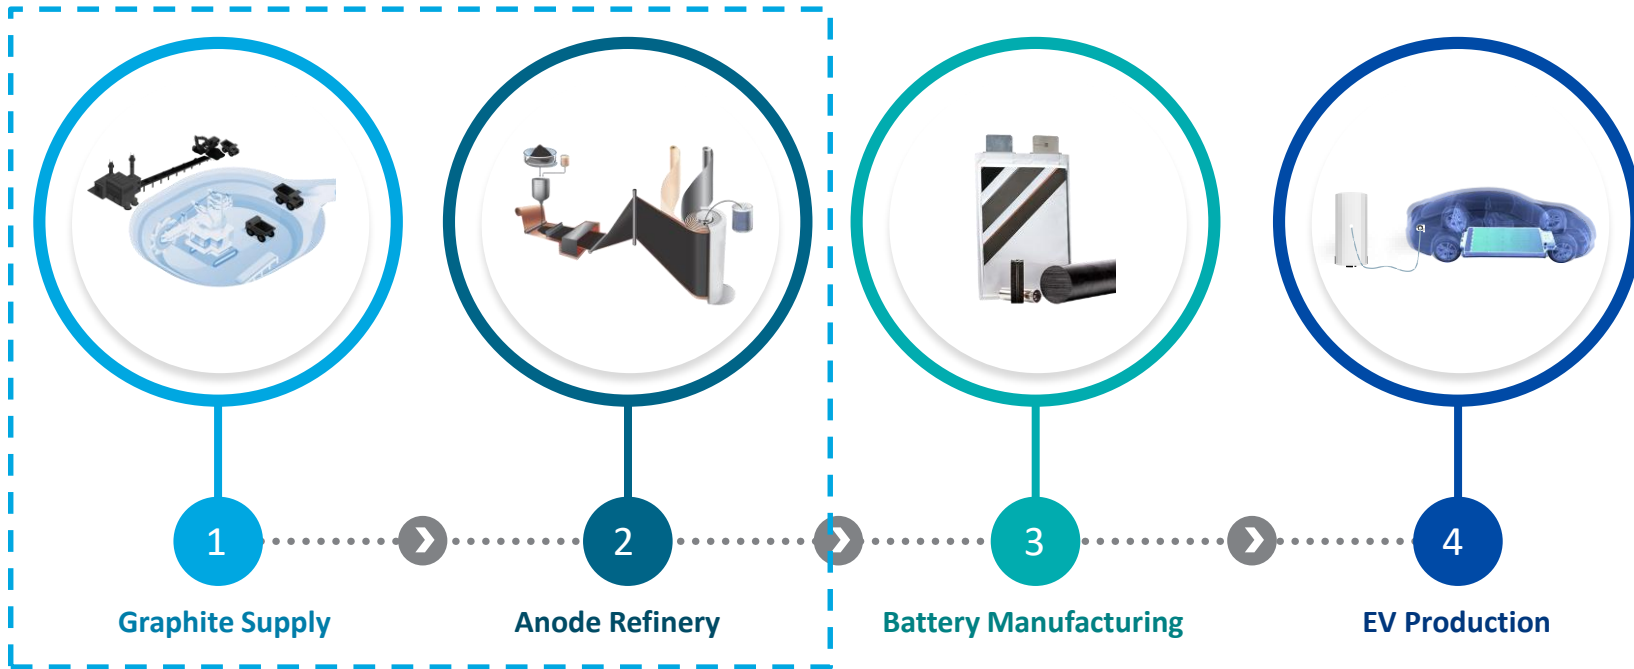 1
2
3
4
Graphite Supply
Anode Refinery
Battery Manufacturing
EV Production